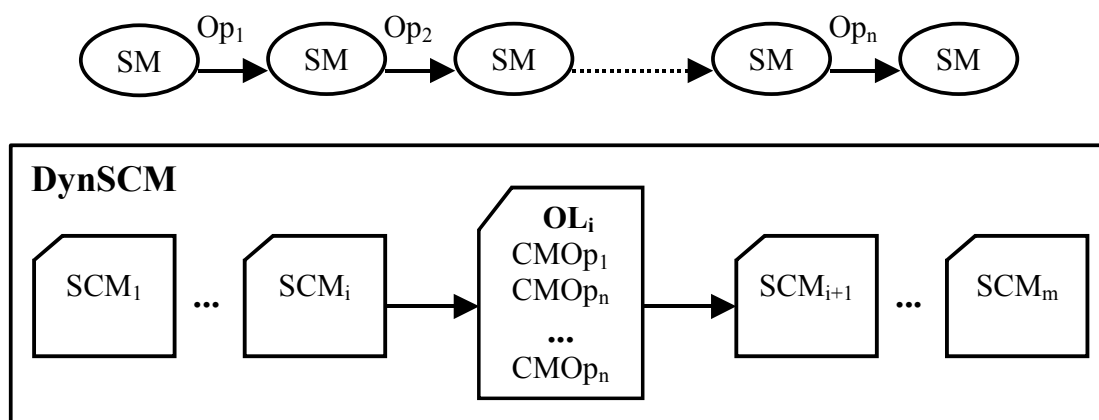 Op₁ Op₂ Opₙ
SM SM SM SM SM
DynSCM
OLᵢ
CMOp₁
SCM₁ ... SCMᵢ CMOpₙ SCMᵢ₊₁ ... SCMₘ
...
CMOpₙ